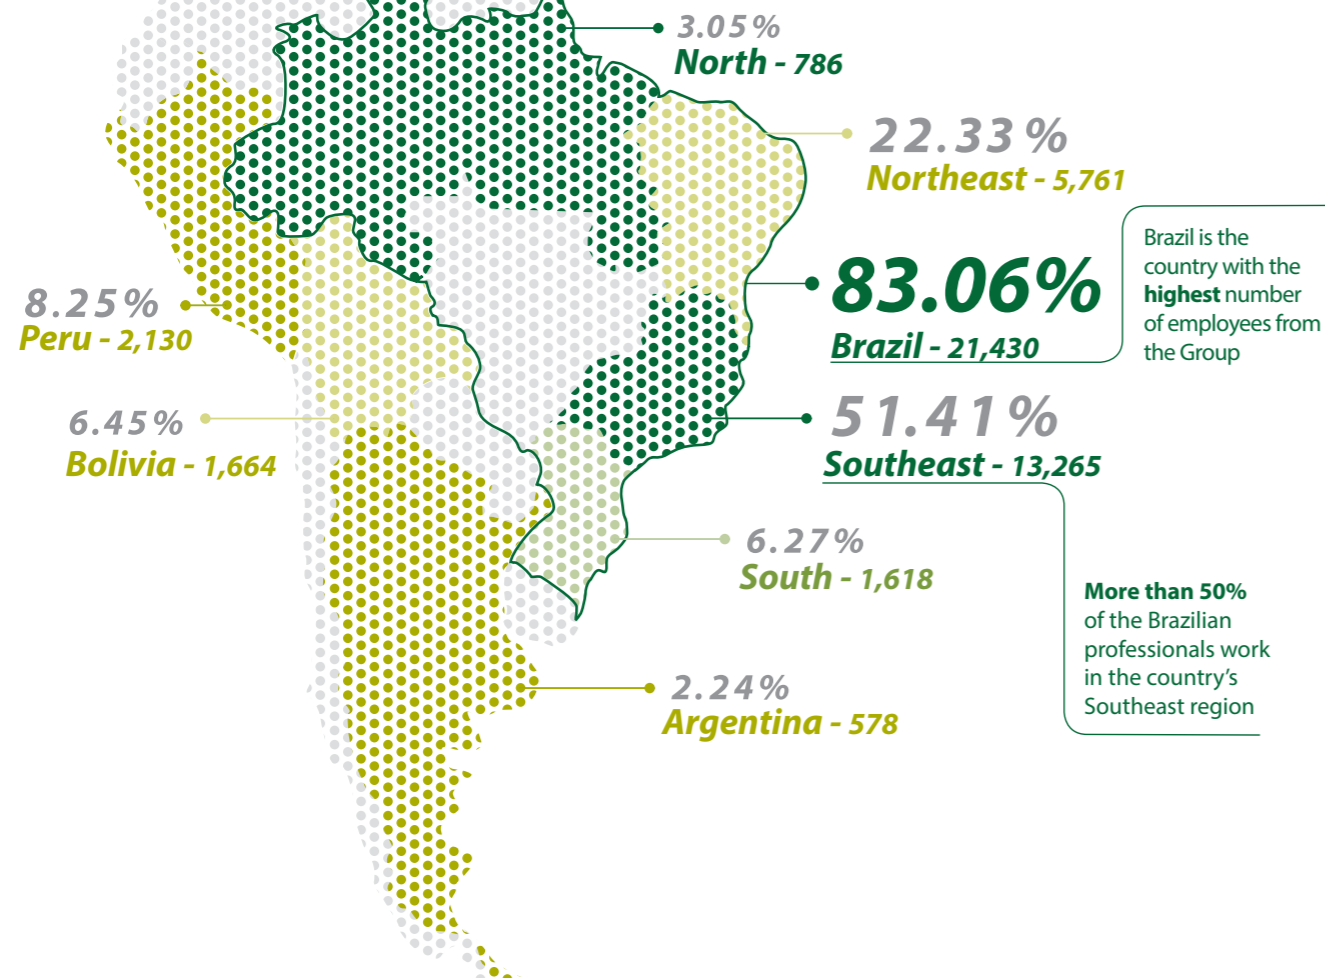 3.05%
North - 786
22.33%
Northeast - 5,761
83.06%
Brazil - 21,430
Brazil is the
country with the
highest number
of employees from
the Group
8.25%
Peru - 2,130
6.45%
Bolivia - 1,664
51.41%
Southeast - 13,265
6.27%
South - 1,618
More than 50%
of the Brazilian
professionals work
in the country’s
Southeast region
2.24%
Argentina - 578